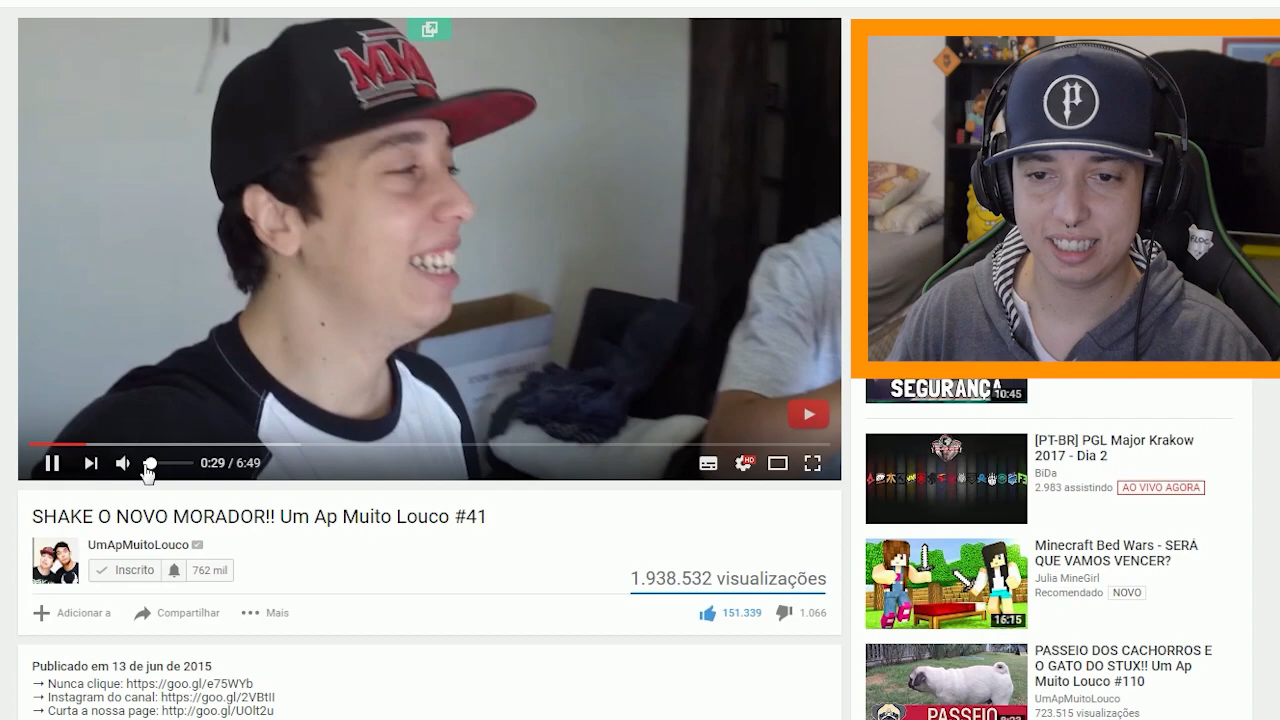 MM
P
HD
0:29 / 6:49
SHAKE O NOVO MORADOR!! Um Ap Muito Louco #41
UmApMuitoLouco
Inscrito
762 mil
1.938.532 visualizações
Adicionar a
Compartilhar
Mais
151.339
1.066
Publicado em 13 de jun de 2015
→ Nunca clique: https://goo.gl/e75WYb
→ Instagram do canal: https://goo.gl/2VBtII
→ Curta a nossa page: http://goo.gl/UOlt2u
SEGURANÇA
10:45
[PT-BR] PGL Major Krakow
2017 - Dia 2
BiDa
2.983 assistindo
AO VIVO AGORA
Minecraft Bed Wars - SERÁ
QUE VAMOS VENCER?
Julia MineGirl
Recomendado
NOVO
16:15
PASSEIO DOS CACHORROS E
O GATO DO STUX!! Um Ap
Muito Louco #110
UmApMuitoLouco
723.515 visualizações
PASSEIO